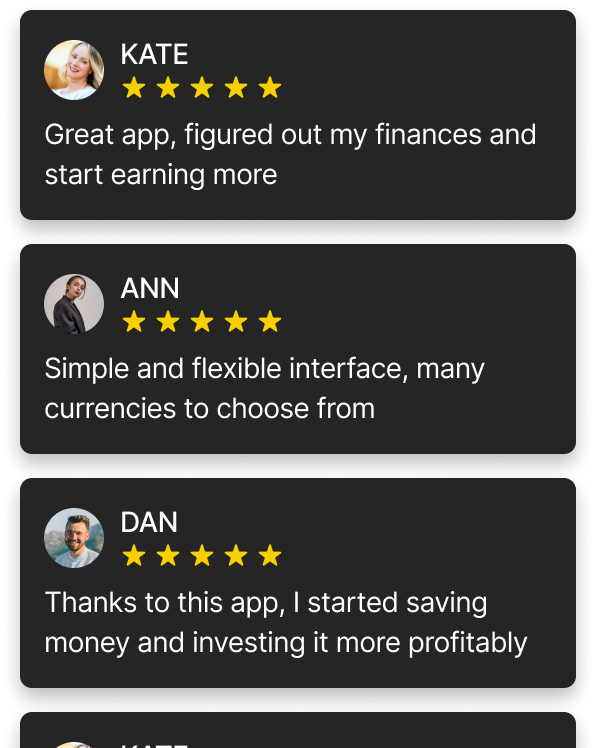 KATE
Great app, figured out my finances and
start earning more
ANN
Simple and flexible interface, many
currencies to choose from
DAN
Thanks to this app, I started saving
money and investing it more profitably
KATE